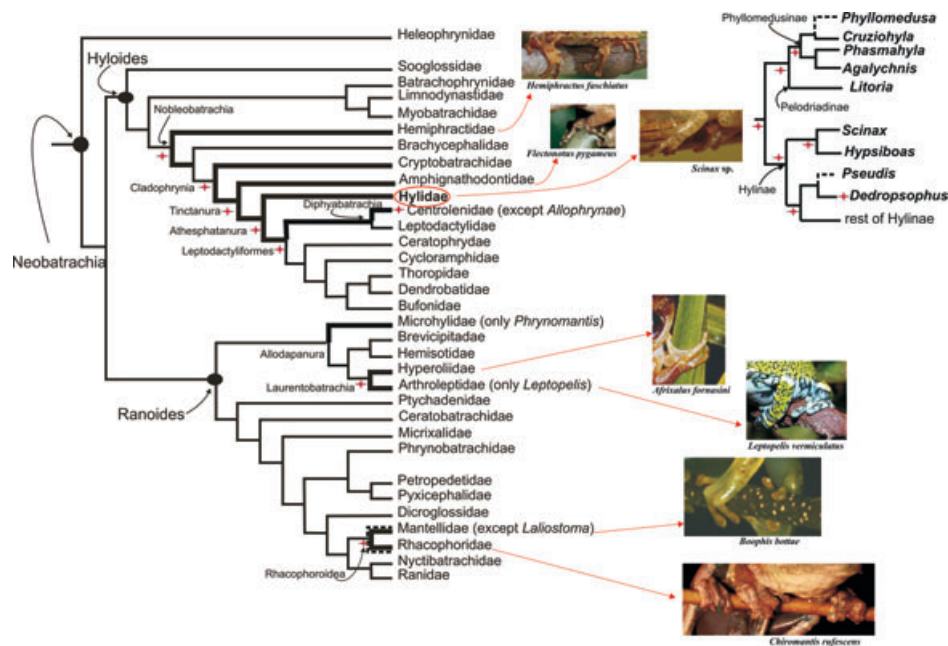 Heleophrynidae
Hyloides
Sooglossidae
Batrachophrynidae
Limnodynastidae
Nobleobatrachia
Myobatrachidae
Hemiphractidae
Brachycephalidae
Cryptobatrachidae
Cladophrynia
Amphignathodontidae
Hylidae
Tinctanura
Diphyabatrachia
Centrolenidae (except Allophrynae)
Athesphatanura
Leptodactylidae
Leptodactyliformes
Ceratophrydae
Cycloramphidae
Neobatrachia
Thoropidae
Dendrobatidae
Bufonidae
Microhylidae (only Phrynomantis)
Brevicipitadae
Allodapanura
Hemisotidae
Hyperoliidae
Laurentobatrachia
Arthroleptidae (only Leptopelis)
Ptychadenidae
Ranoides
Ceratobatrachidae
Micrixalidae
Phrynobatrachidae
Petropedetidae
Pyxicephalidae
Dicroglossidae
Mantellidae (except Laliostoma)
Rhacophoridae
Nyctibatrachidae
Rhacophoroidea
Ranidae
Hemiphractus faschiatus
Flectonotus pygameus
Scinax sp.
Afrixalus fornasini
Leptopelis vermiculatus
Boophis bottae
Chiromantis rufescens
Phyllomedusinae
Phyllomedusa
Cruziohyla
Phasmahyla
Agalychnis
Litoria
Pelodriadinae
Scinax
Hypsiboas
Hylinae
Pseudis
Dedropsophus
rest of Hylinae